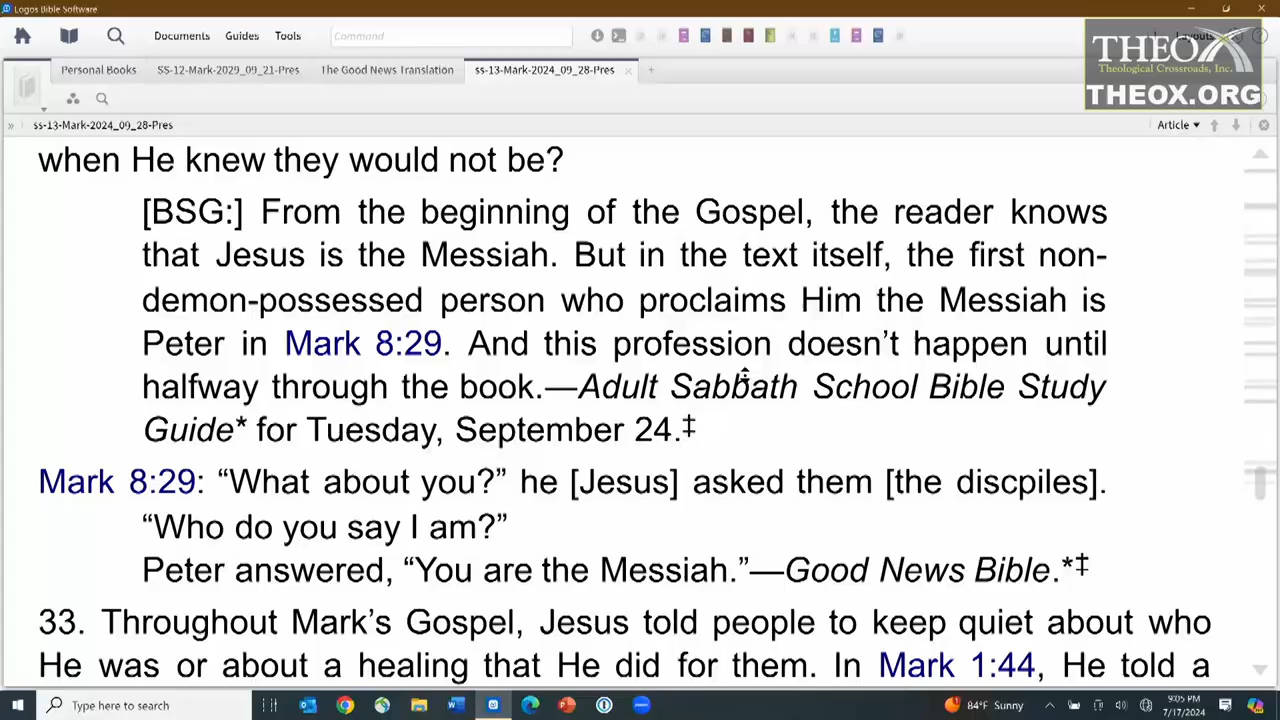 Logos Bible Software
Documents Guides Tools Command Layouts
THEOX
Theological Crossroads, Inc.
THEOX.ORG
Personal Books SS-12-Mark-2029_09_21-Pres The Good News Translati ss-13-Mark-2024_09_28-Pres
» ss-13-Mark-2024_09_28-Pres Article
when He knew they would not be?
[BSG:] From the beginning of the Gospel, the reader knows
that Jesus is the Messiah. But in the text itself, the first non-
demon-possessed person who proclaims Him the Messiah is
Peter in Mark 8:29. And this profession doesn’t happen until
halfway through the book.—Adult Sabbath School Bible Study
Guide* for Tuesday, September 24.‡
Mark 8:29: “What about you?” he [Jesus] asked them [the discpiles].
“Who do you say I am?”
Peter answered, “You are the Messiah.”—Good News Bible.*‡
33. Throughout Mark’s Gospel, Jesus told people to keep quiet about who
He was or about a healing that He did for them. In Mark 1:44, He told a
Type here to search 84°F Sunny 9:05 PM
7/17/2024